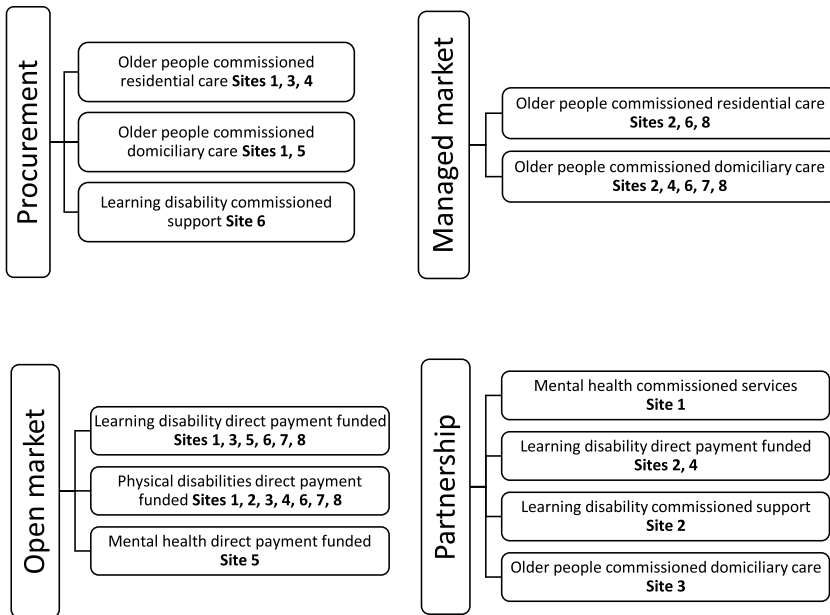 Procurement
Older people commissioned
residential care Sites 1, 3, 4
Older people commissioned
domiciliary care Sites 1, 5
Learning disability commissioned
support Site 6
Managed market
Older people commissioned residential care
Sites 2, 6, 8
Older people commissioned domiciliary care
Sites 2, 4, 6, 7, 8
Open market
Learning disability direct payment funded
Sites 1, 3, 5, 6, 7, 8
Physical disabilities direct payment
funded Sites 1, 2, 3, 4, 6, 7, 8
Mental health direct payment funded
Site 5
Partnership
Mental health commissioned services
Site 1
Learning disability direct payment funded
Sites 2, 4
Learning disability commissioned support
Site 2
Older people commissioned domiciliary care
Site 3